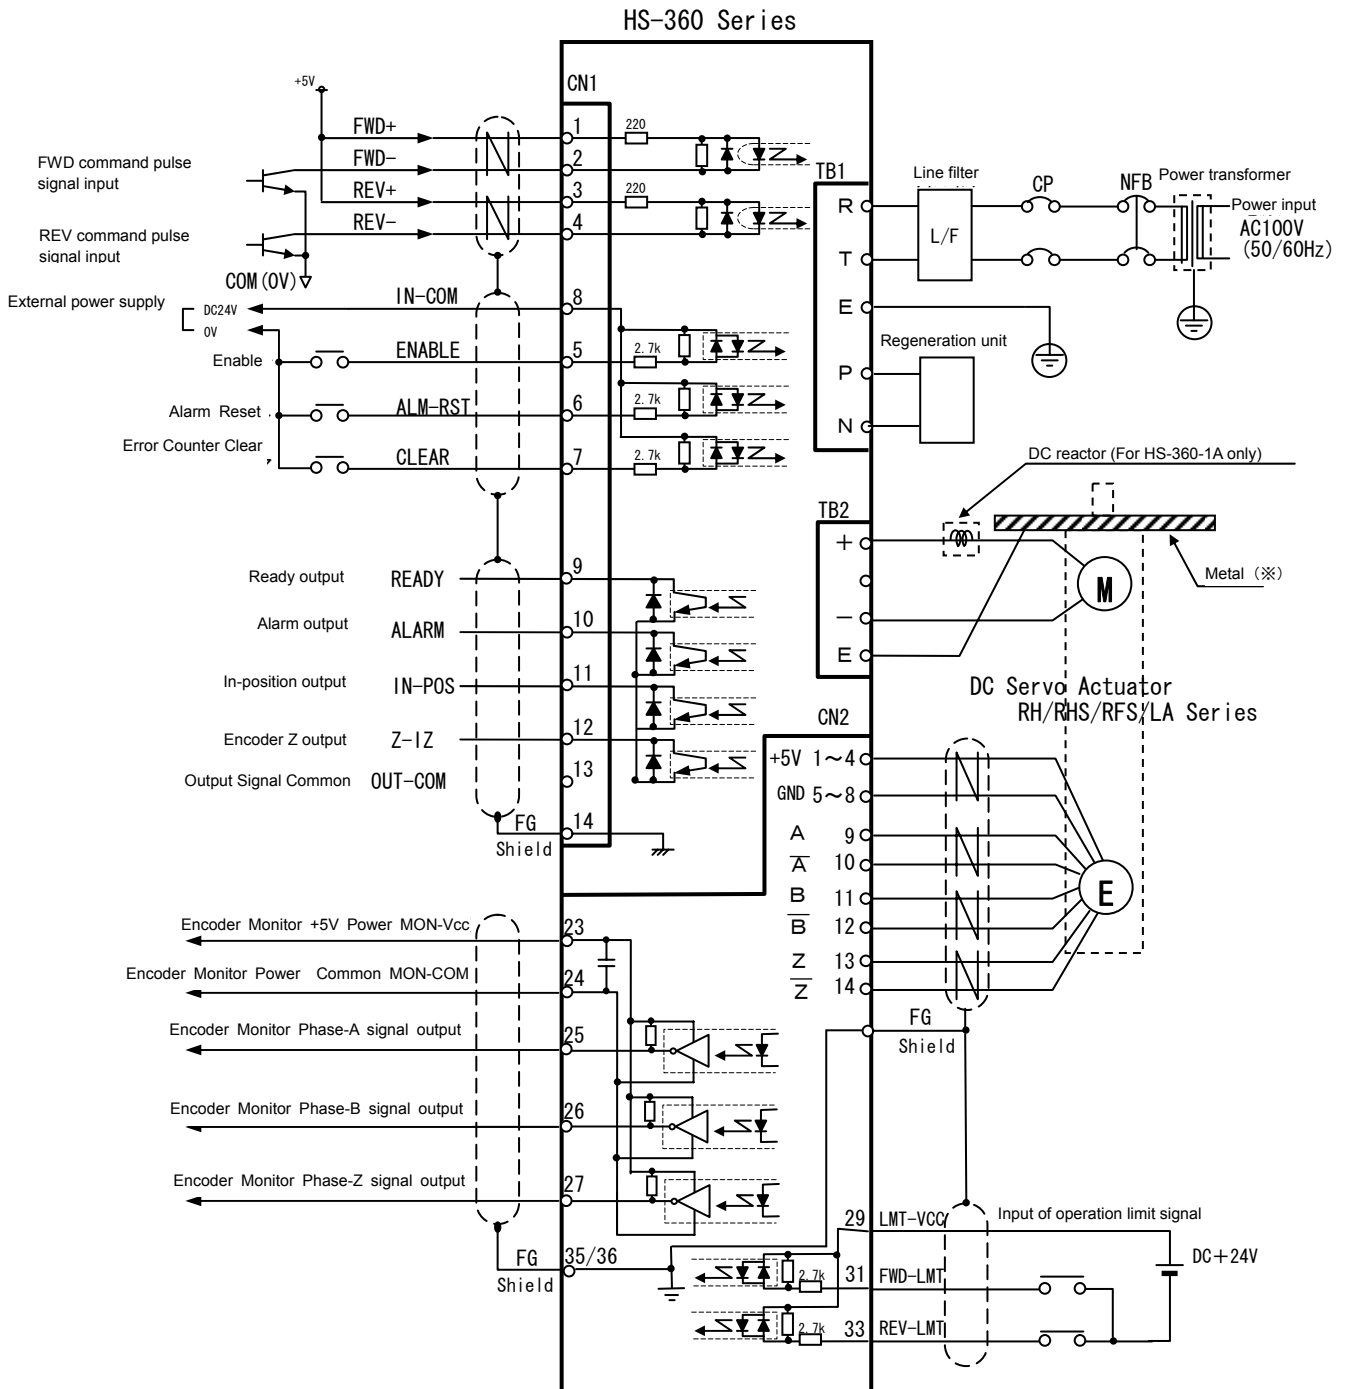 HS-360 Series
+5V
CN1
FWD+
1
220
FWD-
2
REV+
3
220
REV-
4
FWD command pulse
signal input
REV command pulse
signal input
COM(0V)
External power supply
DC24V
0V
IN-COM
8
Enable
ENABLE
5
2.7k
Alarm Reset
ALM-RST
6
2.7k
Error Counter Clear
CLEAR
7
2.7k
Ready output
READY
9
Alarm output
ALARM
10
In-position output
IN-POS
11
Encoder Z output
Z-IZ
12
Output Signal Common
OUT-COM
13
FG
14
Shield
TB1
R
T
E
P
N
Line filter
L/F
CP
NFB
Power transformer
Power input
AC100V
(50/60Hz)
Regeneration unit
DC reactor (For HS-360-1A only)
TB2
+
−
E
M
Metal (※)
DC Servo Actuator
RH/RHS/RFS/LA Series
CN2
+5V 1～4
GND 5～8
A 9
A̅ 10
B 11
B̅ 12
Z 13
Z̅ 14
E
FG
Shield
Encoder Monitor +5V Power MON-Vcc
23
Encoder Monitor Power Common MON-COM
24
Encoder Monitor Phase-A signal output
25
Encoder Monitor Phase-B signal output
26
Encoder Monitor Phase-Z signal output
27
FG
35/36
Shield
29 LMT-VCC
Input of operation limit signal
DC+24V
2.7k
31 FWD-LMT
2.7k
33 REV-LMT